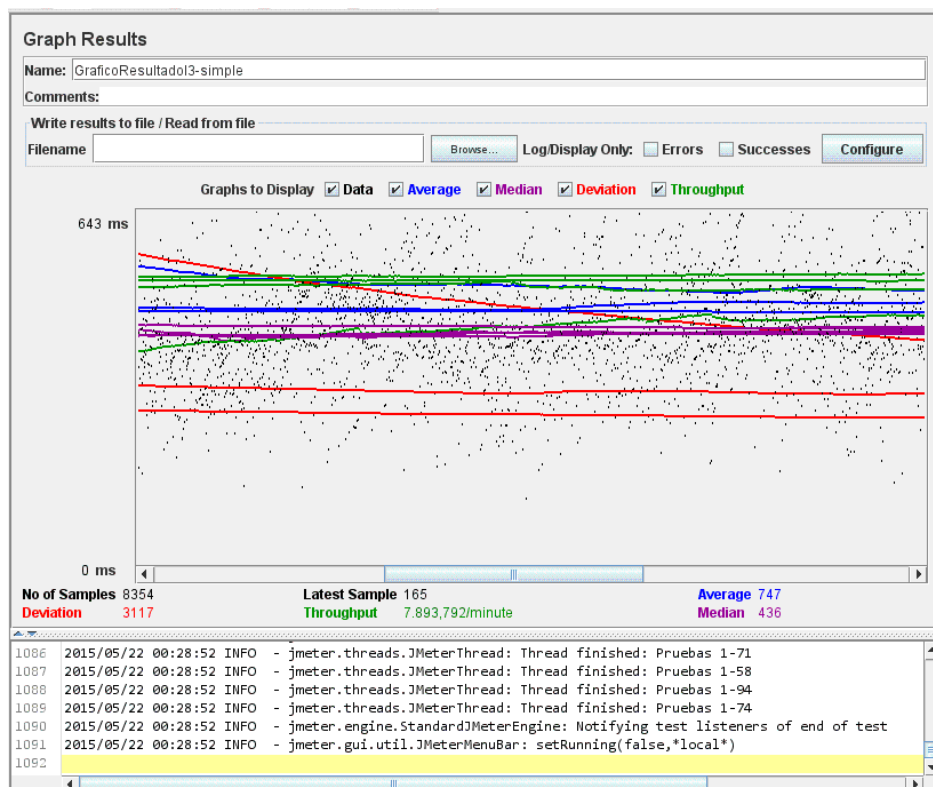 Graph Results
Name: GraficoResultadoI3-simple
Comments:
Write results to file / Read from file
Filename Browse... Log/Display Only: Errors Successes Configure
Graphs to Display Data Average Median Deviation Throughput
643 ms
0 ms
No of Samples 8354 Latest Sample 165 Average 747
Deviation 3117 Throughput 7.893,792/minute Median 436
1086 2015/05/22 00:28:52 INFO - jmeter.threads.JMeterThread: Thread finished: Pruebas 1-71
1087 2015/05/22 00:28:52 INFO - jmeter.threads.JMeterThread: Thread finished: Pruebas 1-58
1088 2015/05/22 00:28:52 INFO - jmeter.threads.JMeterThread: Thread finished: Pruebas 1-94
1089 2015/05/22 00:28:52 INFO - jmeter.threads.JMeterThread: Thread finished: Pruebas 1-74
1090 2015/05/22 00:28:52 INFO - jmeter.engine.StandardJMeterEngine: Notifying test listeners of end of test
1091 2015/05/22 00:28:52 INFO - jmeter.gui.util.JMeterMenuBar: setRunning(false,*local*)
1092